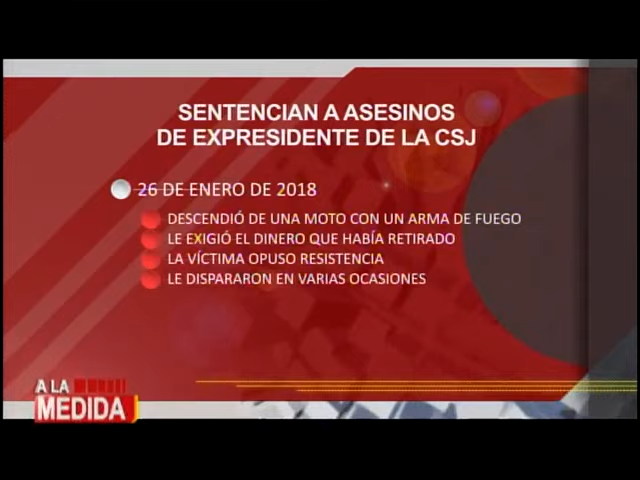 SENTENCIAN A ASESINOS
DE EXPRESIDENTE DE LA CSJ
26 DE ENERO DE 2018
DESCENDIÓ DE UNA MOTO CON UN ARMA DE FUEGO
LE EXIGIÓ EL DINERO QUE HABÍA RETIRADO
LA VÍCTIMA OPUSO RESISTENCIA
LE DISPARARON EN VARIAS OCASIONES
A LA
MEDIDA